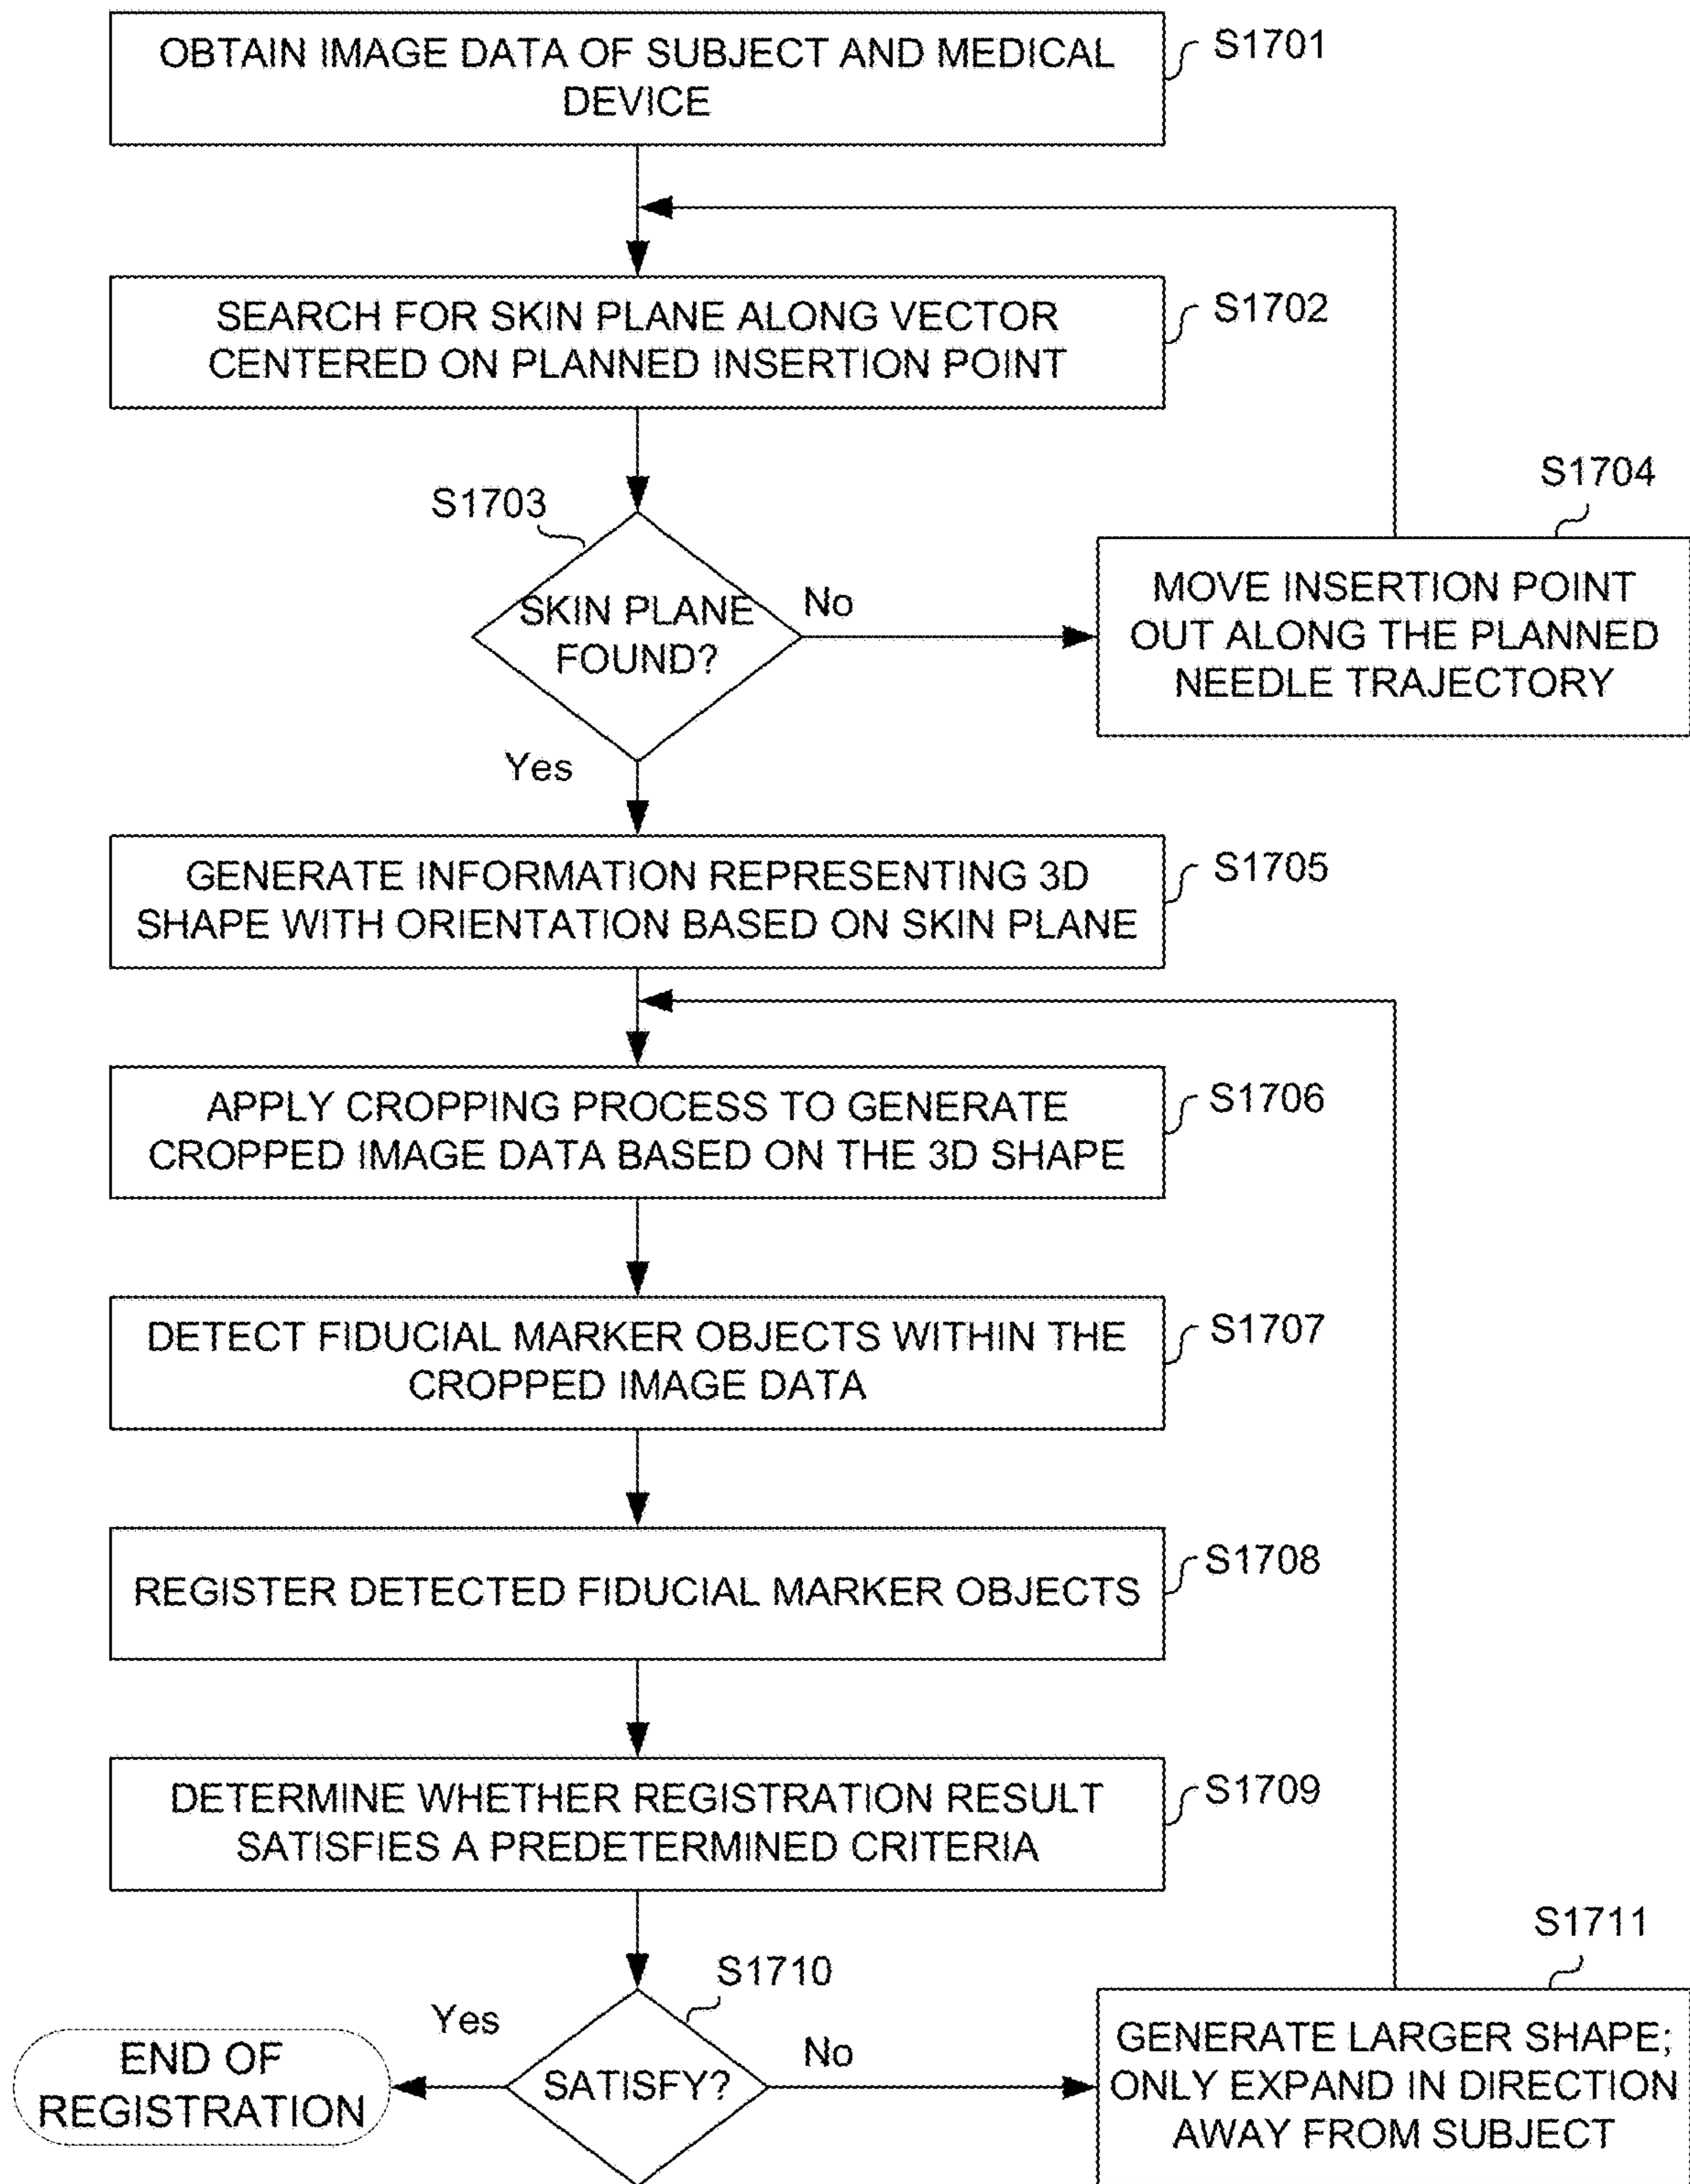 OBTAIN IMAGE DATA OF SUBJECT AND MEDICAL
DEVICE
S1701
SEARCH FOR SKIN PLANE ALONG VECTOR
CENTERED ON PLANNED INSERTION POINT
S1702
S1703
SKIN PLANE
FOUND?
No
Yes
S1704
MOVE INSERTION POINT
OUT ALONG THE PLANNED
NEEDLE TRAJECTORY
GENERATE INFORMATION REPRESENTING 3D
SHAPE WITH ORIENTATION BASED ON SKIN PLANE
S1705
APPLY CROPPING PROCESS TO GENERATE
CROPPED IMAGE DATA BASED ON THE 3D SHAPE
S1706
DETECT FIDUCIAL MARKER OBJECTS WITHIN THE
CROPPED IMAGE DATA
S1707
REGISTER DETECTED FIDUCIAL MARKER OBJECTS
S1708
DETERMINE WHETHER REGISTRATION RESULT
SATISFIES A PREDETERMINED CRITERIA
S1709
S1710
SATISFY?
Yes
No
END OF
REGISTRATION
S1711
GENERATE LARGER SHAPE;
ONLY EXPAND IN DIRECTION
AWAY FROM SUBJECT